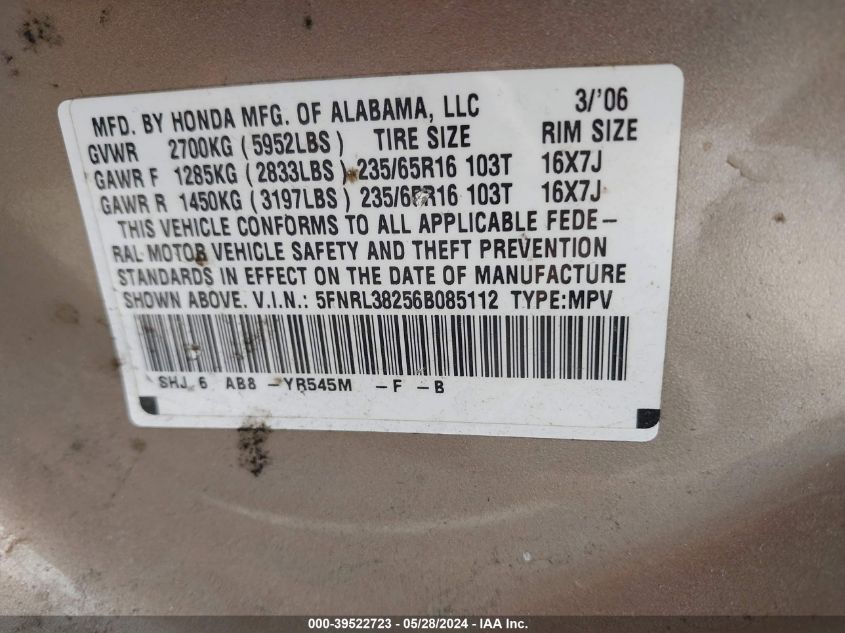 MFD. BY HONDA MFG. OF ALABAMA, LLC 3/'06
GVWR 2700KG (5952LBS) TIRE SIZE RIM SIZE
GAWR F 1285KG (2833LBS) 235/65R16 103T 16X7J
GAWR R 1450KG (3197LBS) 235/65R16 103T 16X7J
THIS VEHICLE CONFORMS TO ALL APPLICABLE FEDE-
RAL MOTOR VEHICLE SAFETY AND THEFT PREVENTION
STANDARDS IN EFFECT ON THE DATE OF MANUFACTURE
SHOWN ABOVE. V.I.N.: 5FNRL38256B085112 TYPE:MPV
SHJ 6 AB8 -YR545M -F -B
000-39522723 - 05/28/2024 - IAA Inc.